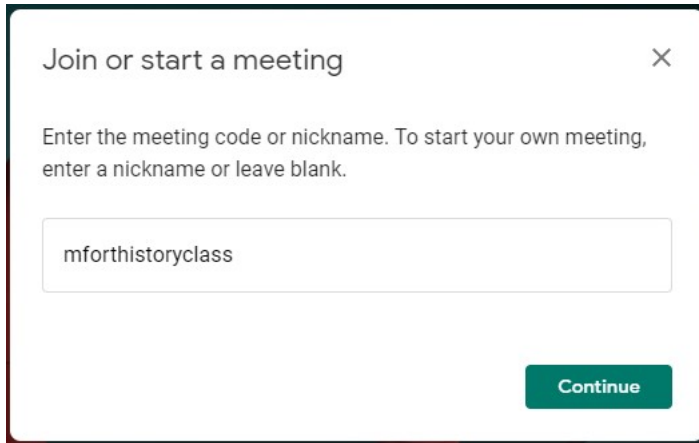 Join or start a meeting
Enter the meeting code or nickname. To start your own meeting,
enter a nickname or leave blank.
mforthistoryclass
Continue